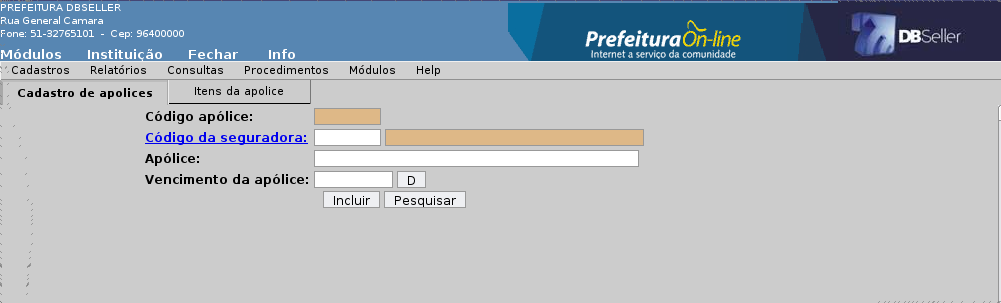 PREFEITURA DBSELLER
Rua General Camara
Fone: 51-32765101 - Cep: 96400000
PrefeituraOn-line
Internet a serviço da comunidade
DBSeller
Módulos Instituição Fechar Info
Cadastros Relatórios Consultas Procedimentos Módulos Help
Cadastro de apolices Itens da apolice
Código apólice:
Código da seguradora:
Apólice:
Vencimento da apólice: D
Incluir Pesquisar